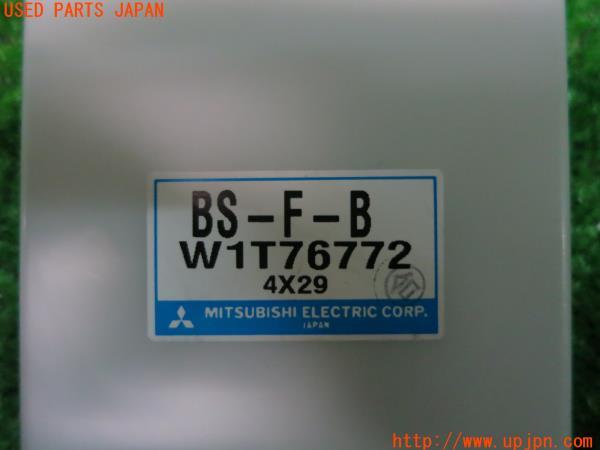 USED PARTS JAPAN
BS-F-B
W1T76772
4X29
MITSUBISHI ELECTRIC CORP.
JAPAN
http://www.upjpn.com